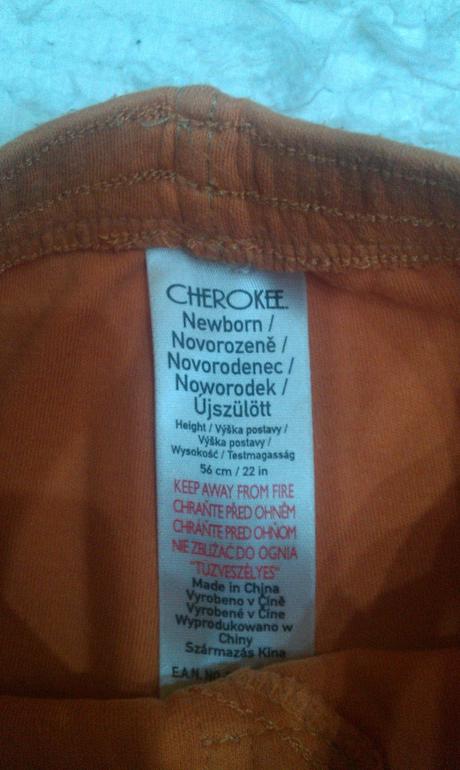 CHEROKEE.
Newborn /
Novorozeně /
Novorodenec /
Noworodek /
Újszülött
Height / Výška postavy /
Výška postavy /
Wysokość / Testmagasság
56 cm / 22 in
KEEP AWAY FROM FIRE
CHRAŇTE PŘED OHNĚM
CHRÁŇTE PRED OHŇOM
NIE ZBLIŻAĆ DO OGNIA
"TŰZVESZÉLYES"
Made in China
Vyrobeno v Číně
Vyrobené v Číne
Wyprodukowano w
Chiny
Származás Kína
E.A.N. No